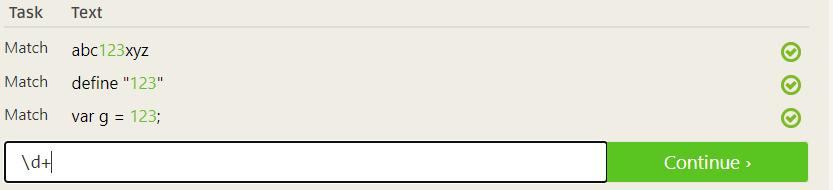 Task Text
Match abc123xyz
Match define "123"
Match var g = 123;
\d+ Continue ›